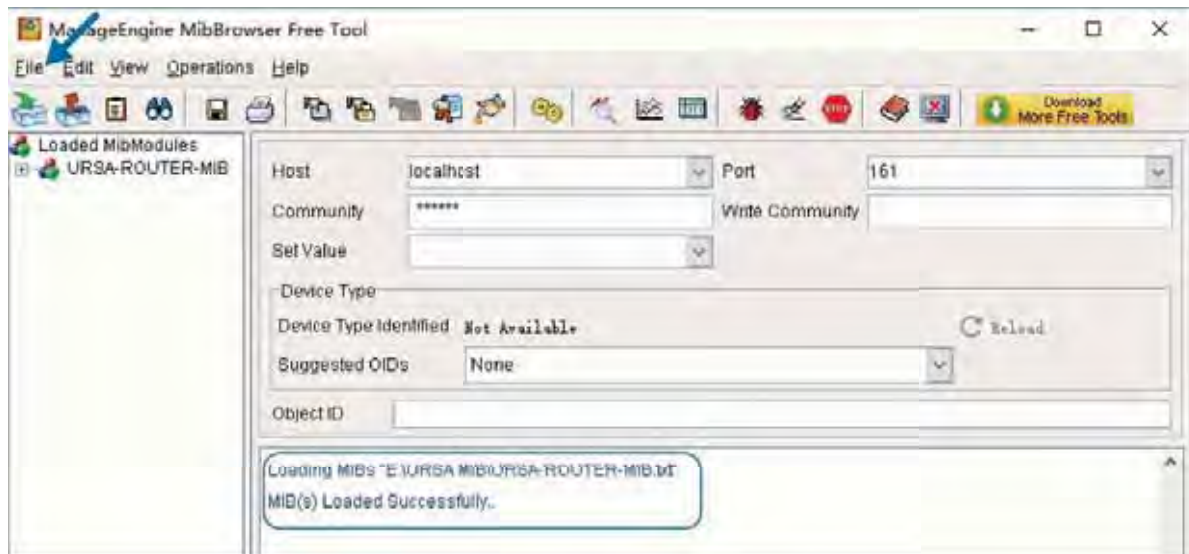 ManageEngine MibBrowser Free Tool
File Edit View Operations Help
STOP
Download
More Free Tools
Loaded MibModules
URSA-ROUTER-MIB
Host localhost Port 161
Community ****** Write Community
Set Value
Device Type
Device Type Identified Not Available Reload
Suggested OIDs None
Object ID
Loading MIBs "E:\URSA MIB\URSA-ROUTER-MIB.txt"
MIB(s) Loaded Successfully..